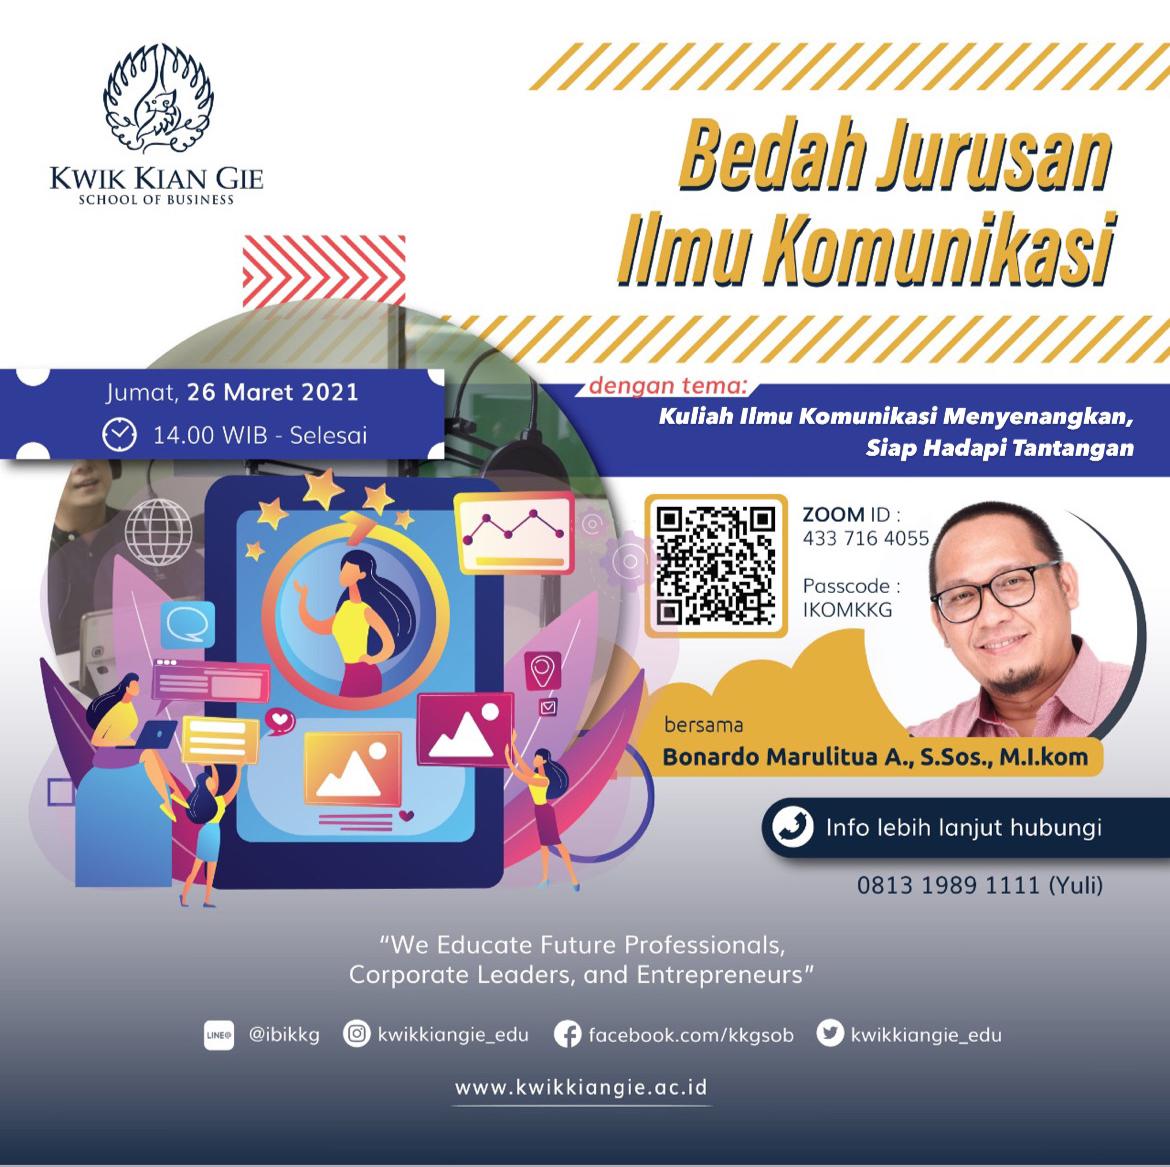 KWIK KIAN GIE
SCHOOL OF BUSINESS
Bedah Jurusan
Ilmu Komunikasi
Jumat, 26 Maret 2021
14.00 WIB - Selesai
dengan tema:
Kuliah Ilmu Komunikasi Menyenangkan,
Siap Hadapi Tantangan
ZOOM ID :
433 716 4055
Passcode :
IKOMKKG
bersama
Bonardo Marulitua A., S.Sos., M.I.kom
Info lebih lanjut hubungi
0813 1989 1111 (Yuli)
“We Educate Future Professionals,
Corporate Leaders, and Entrepreneurs”
LINE@ @ibikkg kwikkiangie_edu facebook.com/kkgsob kwikkiangie_edu
www.kwikkiangie.ac.id